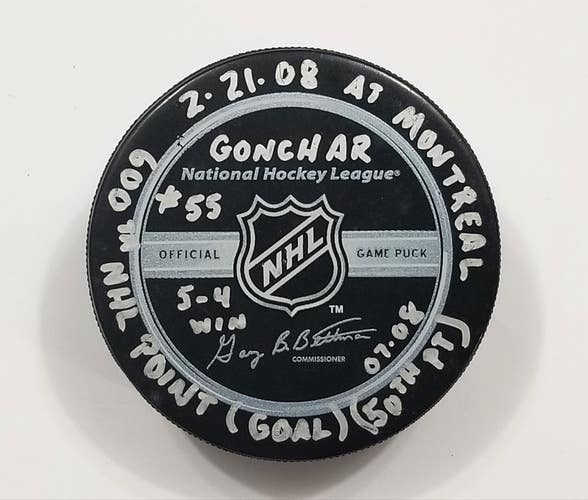 2·21·08 AT MONTREAL
GONCHAR
National Hockey League®
#55
NHL
OFFICIAL
GAME PUCK
TM
5-4
WIN
Gary B. Bettman
COMMISSIONER
07·08
600TH NHL POINT (GOAL) (50TH PT)